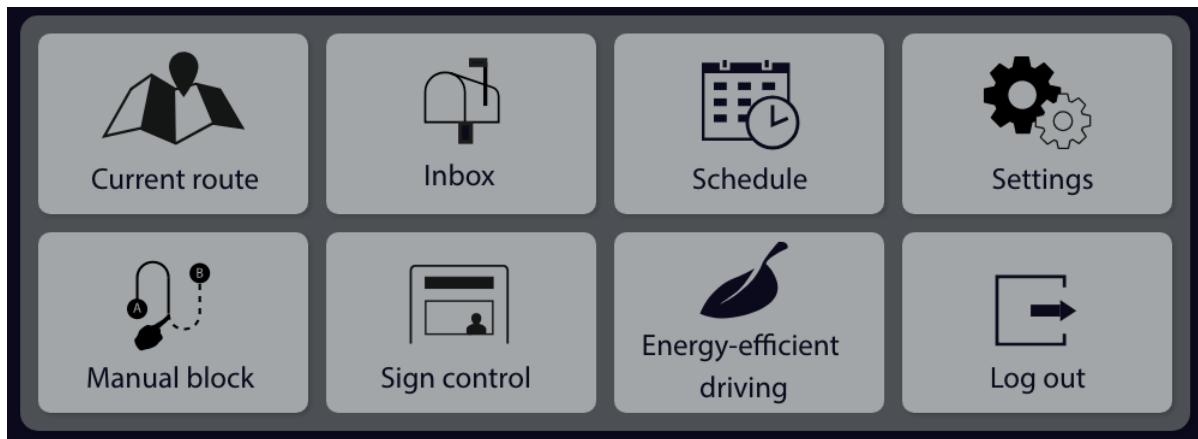 Current route
Inbox
Schedule
Settings
A
B
Manual block
Sign control
Energy-efficient
driving
Log out